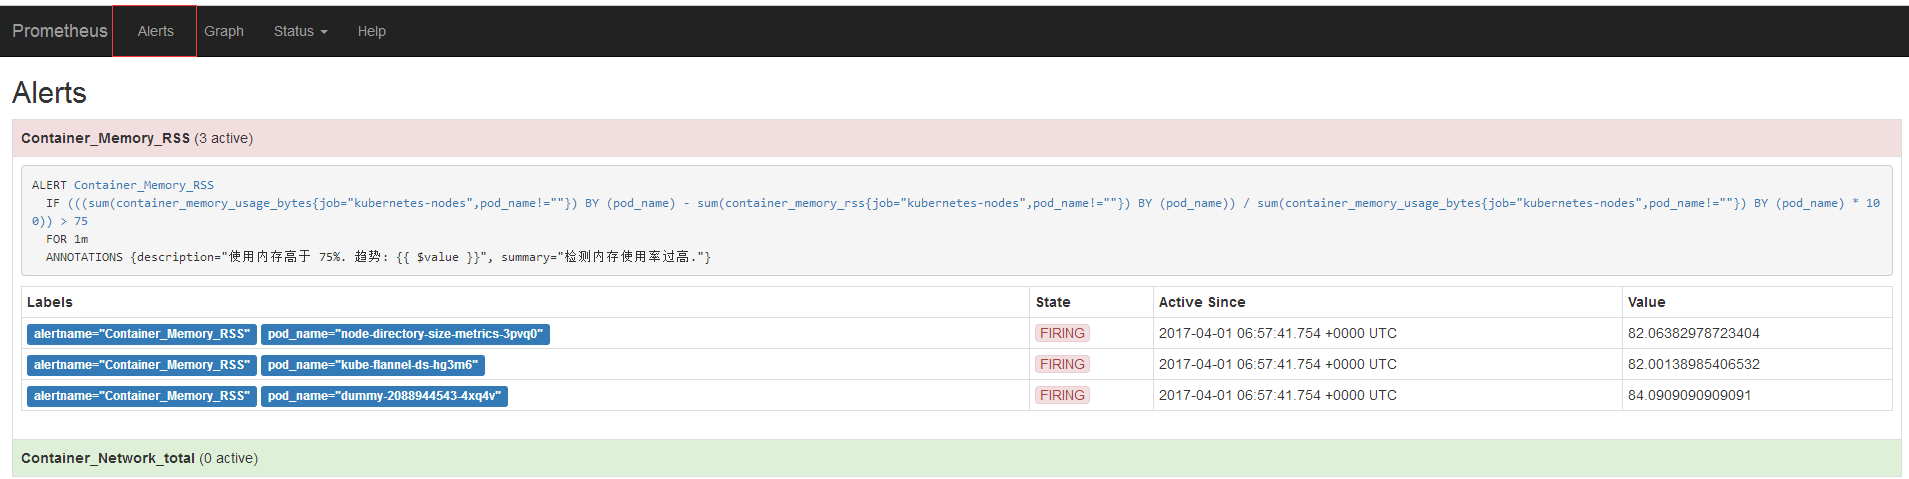 Prometheus Alerts Graph Status Help
Alerts
Container_Memory_RSS (3 active)
ALERT Container_Memory_RSS
IF (((sum(container_memory_usage_bytes{job="kubernetes-nodes",pod_name!=""}) BY (pod_name) - sum(container_memory_rss{job="kubernetes-nodes",pod_name!=""}) BY (pod_name)) / sum(container_memory_usage_bytes{job="kubernetes-nodes",pod_name!=""}) BY (pod_name) * 10
0)) > 75
FOR 1m
ANNOTATIONS {description="使用内存高于 75%. 趋势: {{ $value }}", summary="检测内存使用率过高."}
Labels State Active Since Value
alertname="Container_Memory_RSS" pod_name="node-directory-size-metrics-3pvq0" FIRING 2017-04-01 06:57:41.754 +0000 UTC 82.06382978723404
alertname="Container_Memory_RSS" pod_name="kube-flannel-ds-hg3m6" FIRING 2017-04-01 06:57:41.754 +0000 UTC 82.00138985406532
alertname="Container_Memory_RSS" pod_name="dummy-2088944543-4xq4v" FIRING 2017-04-01 06:57:41.754 +0000 UTC 84.0909090909091
Container_Network_total (0 active)